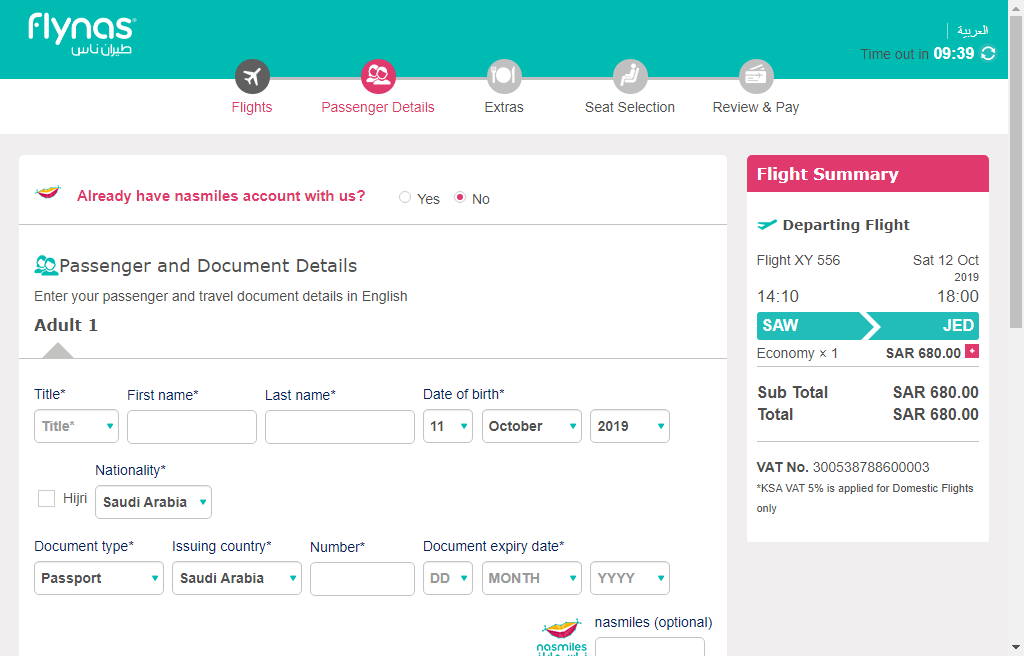 flynas
طيران ناس
العربية
Time out in 09:39
Flights
Passenger Details
Extras
Seat Selection
Review & Pay
Already have nasmiles account with us?
Yes
No
Passenger and Document Details
Enter your passenger and travel document details in English
Adult 1
Title*
First name*
Last name*
Date of birth*
Title*
11
October
2019
Nationality*
Hijri
Saudi Arabia
Document type*
Issuing country*
Number*
Document expiry date*
Passport
Saudi Arabia
DD
MONTH
YYYY
nasmiles (optional)
nasmiles
Flight Summary
Departing Flight
Flight XY 556
Sat 12 Oct
2019
14:10
18:00
SAW
JED
Economy × 1
SAR 680.00 +
Sub Total
SAR 680.00
Total
SAR 680.00
VAT No. 300538788600003
*KSA VAT 5% is applied for Domestic Flights
only